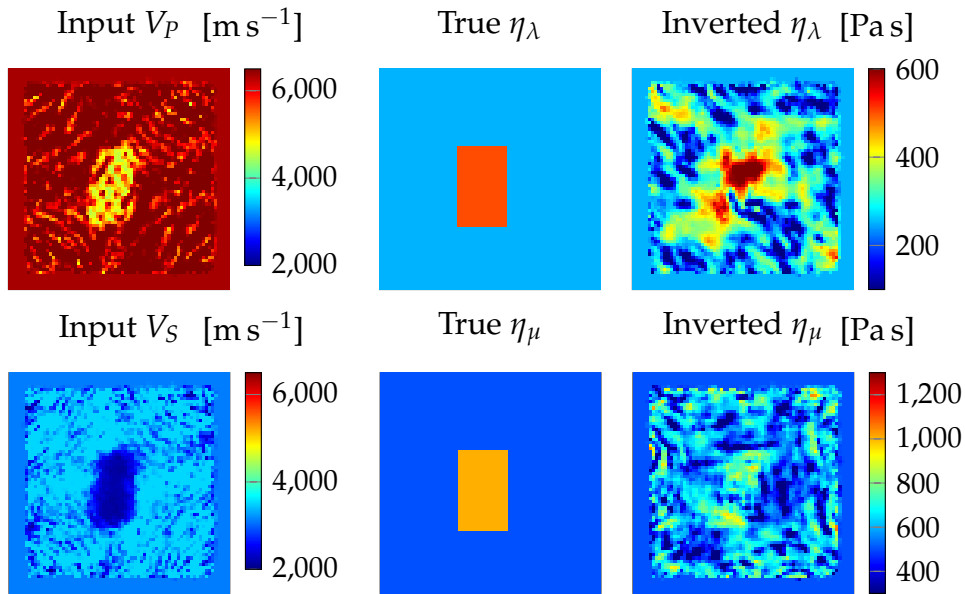 Input V_P [m s⁻¹]
True η_λ
Inverted η_λ [Pa s]
6,000
4,000
2,000
600
400
200
Input V_S [m s⁻¹]
True η_μ
Inverted η_μ [Pa s]
6,000
4,000
2,000
1,200
1,000
800
600
400